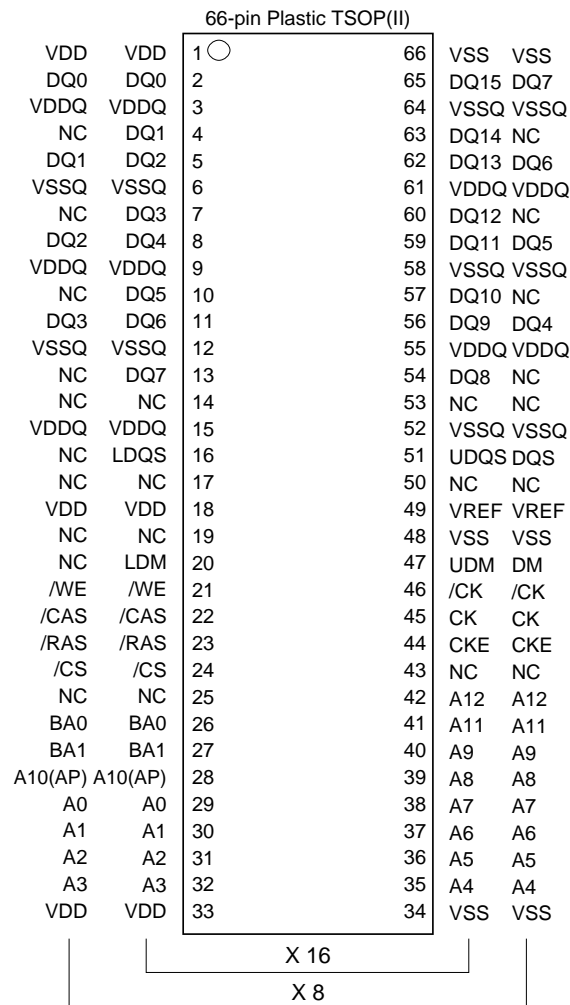 66-pin Plastic TSOP(II)
VDD VDD 1 66 VSS VSS
DQ0 DQ0 2 65 DQ15 DQ7
VDDQ VDDQ 3 64 VSSQ VSSQ
NC DQ1 4 63 DQ14 NC
DQ1 DQ2 5 62 DQ13 DQ6
VSSQ VSSQ 6 61 VDDQ VDDQ
NC DQ3 7 60 DQ12 NC
DQ2 DQ4 8 59 DQ11 DQ5
VDDQ VDDQ 9 58 VSSQ VSSQ
NC DQ5 10 57 DQ10 NC
DQ3 DQ6 11 56 DQ9 DQ4
VSSQ VSSQ 12 55 VDDQ VDDQ
NC DQ7 13 54 DQ8 NC
NC NC 14 53 NC NC
VDDQ VDDQ 15 52 VSSQ VSSQ
NC LDQS 16 51 UDQS DQS
NC NC 17 50 NC NC
VDD VDD 18 49 VREF VREF
NC NC 19 48 VSS VSS
NC LDM 20 47 UDM DM
/WE /WE 21 46 /CK /CK
/CAS /CAS 22 45 CK CK
/RAS /RAS 23 44 CKE CKE
/CS /CS 24 43 NC NC
NC NC 25 42 A12 A12
BA0 BA0 26 41 A11 A11
BA1 BA1 27 40 A9 A9
A10(AP) A10(AP) 28 39 A8 A8
A0 A0 29 38 A7 A7
A1 A1 30 37 A6 A6
A2 A2 31 36 A5 A5
A3 A3 32 35 A4 A4
VDD VDD 33 34 VSS VSS
X 16
X 8